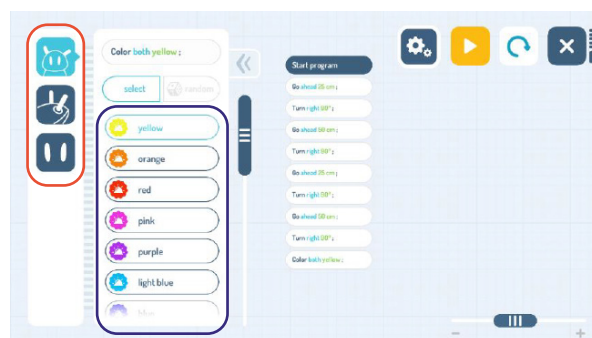 Color both yellow ;
select
random
yellow
orange
red
pink
purple
light blue
blue
Start program
Go ahead 25 cm ;
Turn right 90° ;
Go ahead 50 cm ;
Turn right 90° ;
Go ahead 25 cm ;
Turn right 90° ;
Go ahead 50 cm ;
Turn right 90° ;
Color both yellow ;